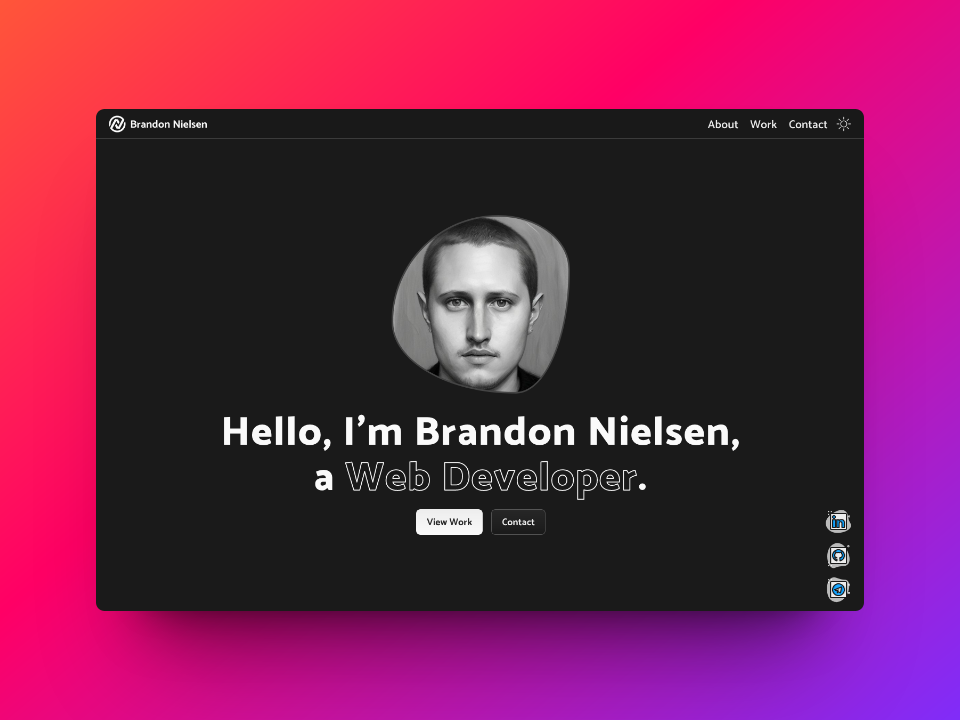 Brandon Nielsen
About Work Contact
Hello, I'm Brandon Nielsen,
a Web Developer.
View Work Contact
in